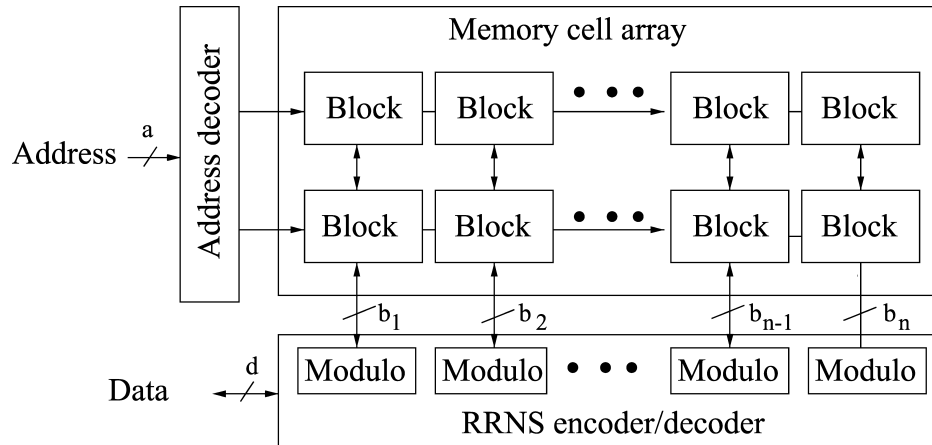 Memory cell array
Address decoder
Block Block • • • Block Block
Address a
Block Block • • • Block Block
b1 b2 bn-1 bn
Data d
Modulo Modulo • • • Modulo Modulo
RRNS encoder/decoder